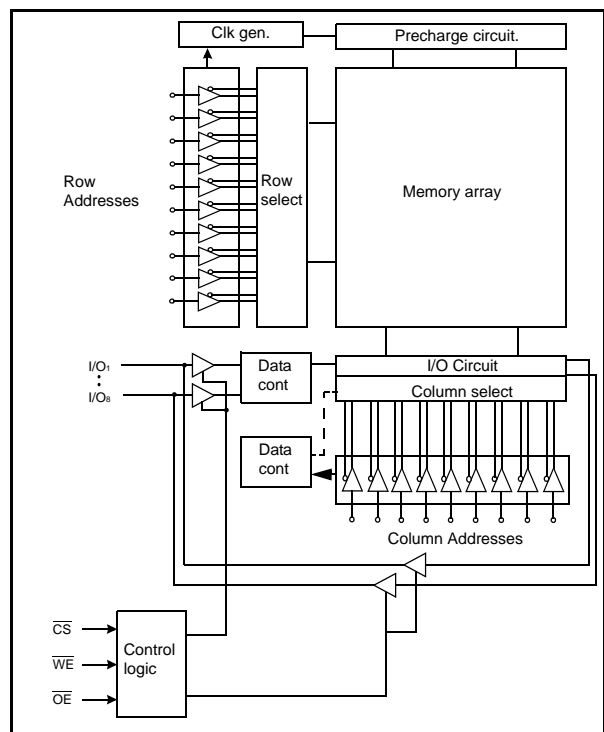 Clk gen.
Precharge circuit.
Row
Addresses
Row
select
Memory array
I/O1
I/O8
Data
cont
I/O Circuit
Column select
Data
cont
Column Addresses
CS
WE
OE
Control
logic